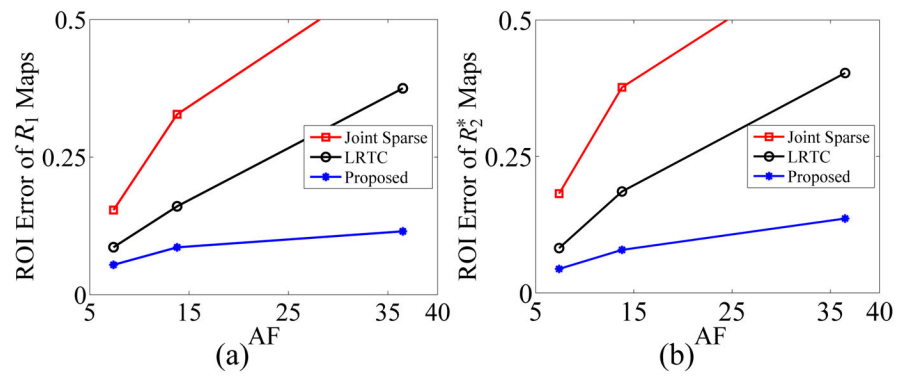 0.5
0.25
0
ROI Error of R₁ Maps
Joint Sparse
LRTC
Proposed
5 15 25 35 40
AF
(a)
0.5
0.25
0
ROI Error of R₂* Maps
Joint Sparse
LRTC
Proposed
5 15 25 35 40
AF
(b)